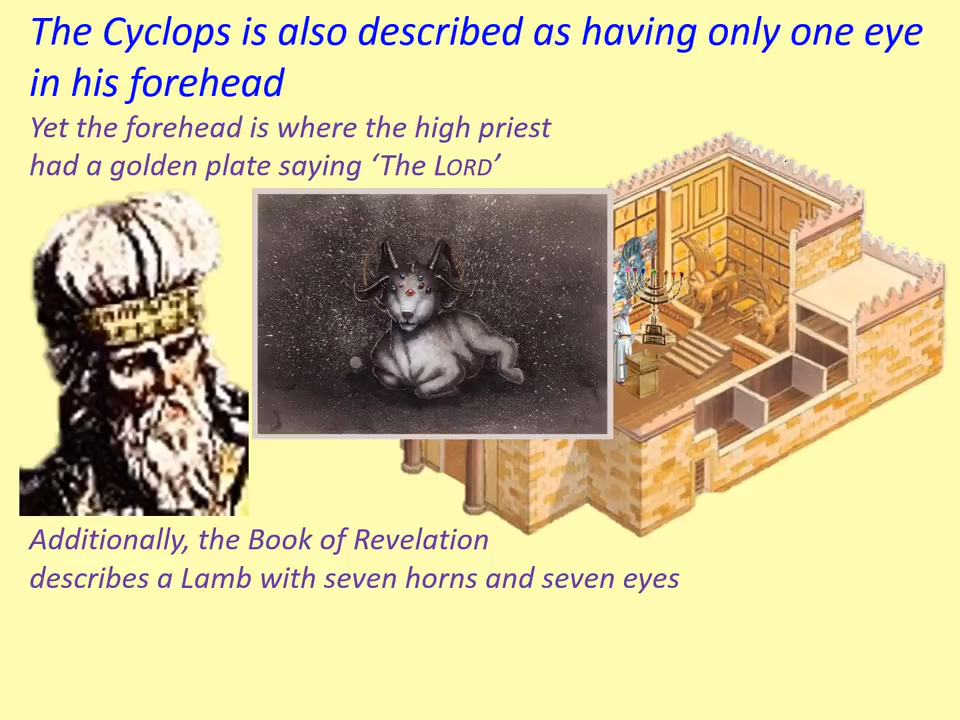 The Cyclops is also described as having only one eye
in his forehead
Yet the forehead is where the high priest
had a golden plate saying ‘The LORD’
Additionally, the Book of Revelation
describes a Lamb with seven horns and seven eyes